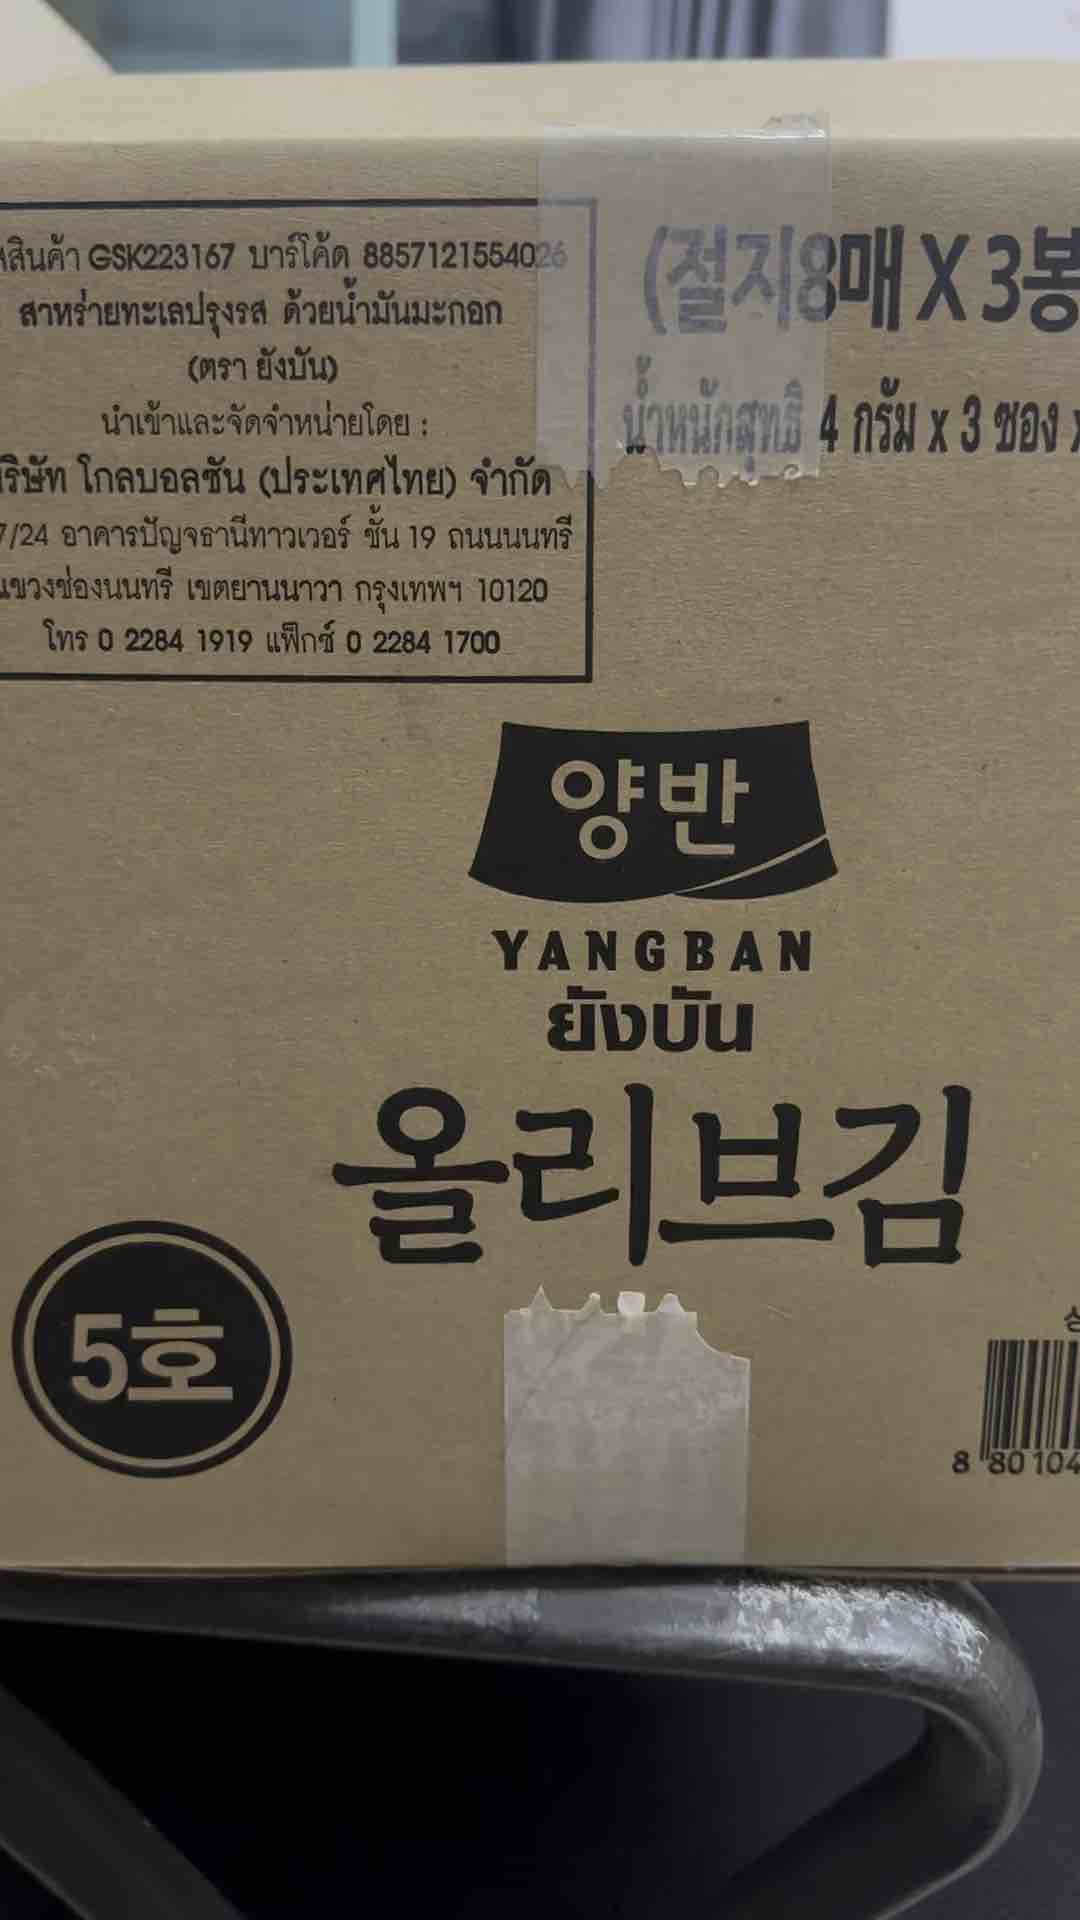 สินค้า GSK223167 บาร์โค้ด 8857121554026
สาหร่ายทะเลปรุงรส ด้วยน้ำมันมะกอก
(ตรา ยังบัน)
นำเข้าและจัดจำหน่ายโดย :
ริษัท โกลบอลซัน (ประเทศไทย) จำกัด
7/24 อาคารปัญจธานีทาวเวอร์ ชั้น 19 ถนนนนทรี
แขวงช่องนนทรี เขตยานนาวา กรุงเทพฯ 10120
โทร 0 2284 1919 แฟ็กซ์ 0 2284 1700
(절지8매 X 3봉
น้ำหนักสุทธิ 4 กรัม x 3 ซอง x
양반
YANGBAN
ยังบัน
올리브김
5호
8 80104